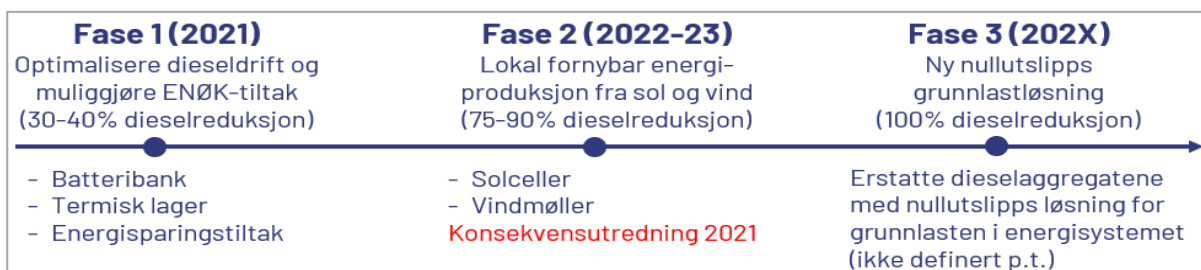 Fase 1 (2021)
Optimalisere dieseldrift og
muliggjøre ENØK-tiltak
(30-40% dieselreduksjon)
- Batteribank
- Termisk lager
- Energisparingstiltak
Fase 2 (2022-23)
Lokal fornybar energi-
produksjon fra sol og vind
(75-90% dieselreduksjon)
- Solceller
- Vindmøller
Konsekvensutredning 2021
Fase 3 (202X)
Ny nullutslipps
grunnlastløsning
(100% dieselreduksjon)
Erstatte dieselaggregatene
med nullutslipps løsning for
grunnlasten i energisystemet
(ikke definert p.t.)